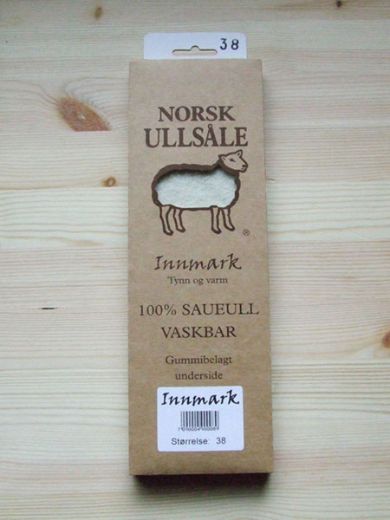 38
NORSK
ULLSÅLE
®
Innmark
Tynn og varm
100% SAUEULL
VASKBAR
Gummibelagt
underside
Innmark
Størrelse: 38